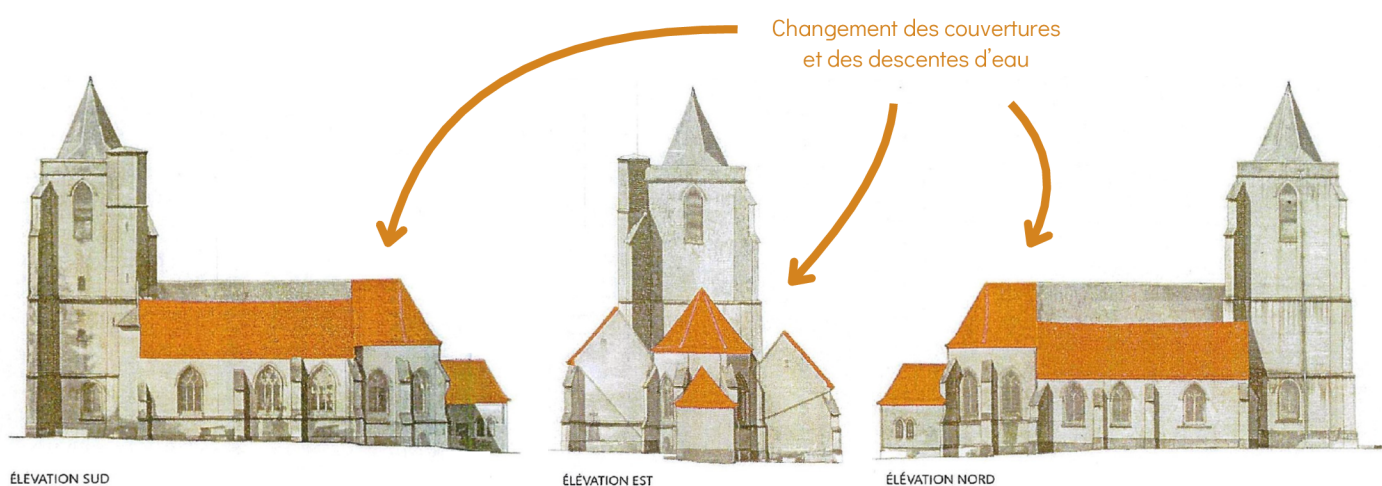 Changement des couvertures
et des descentes d'eau
ÉLEVATION SUD
ÉLÉVATION EST
ÉLÉVATION NORD